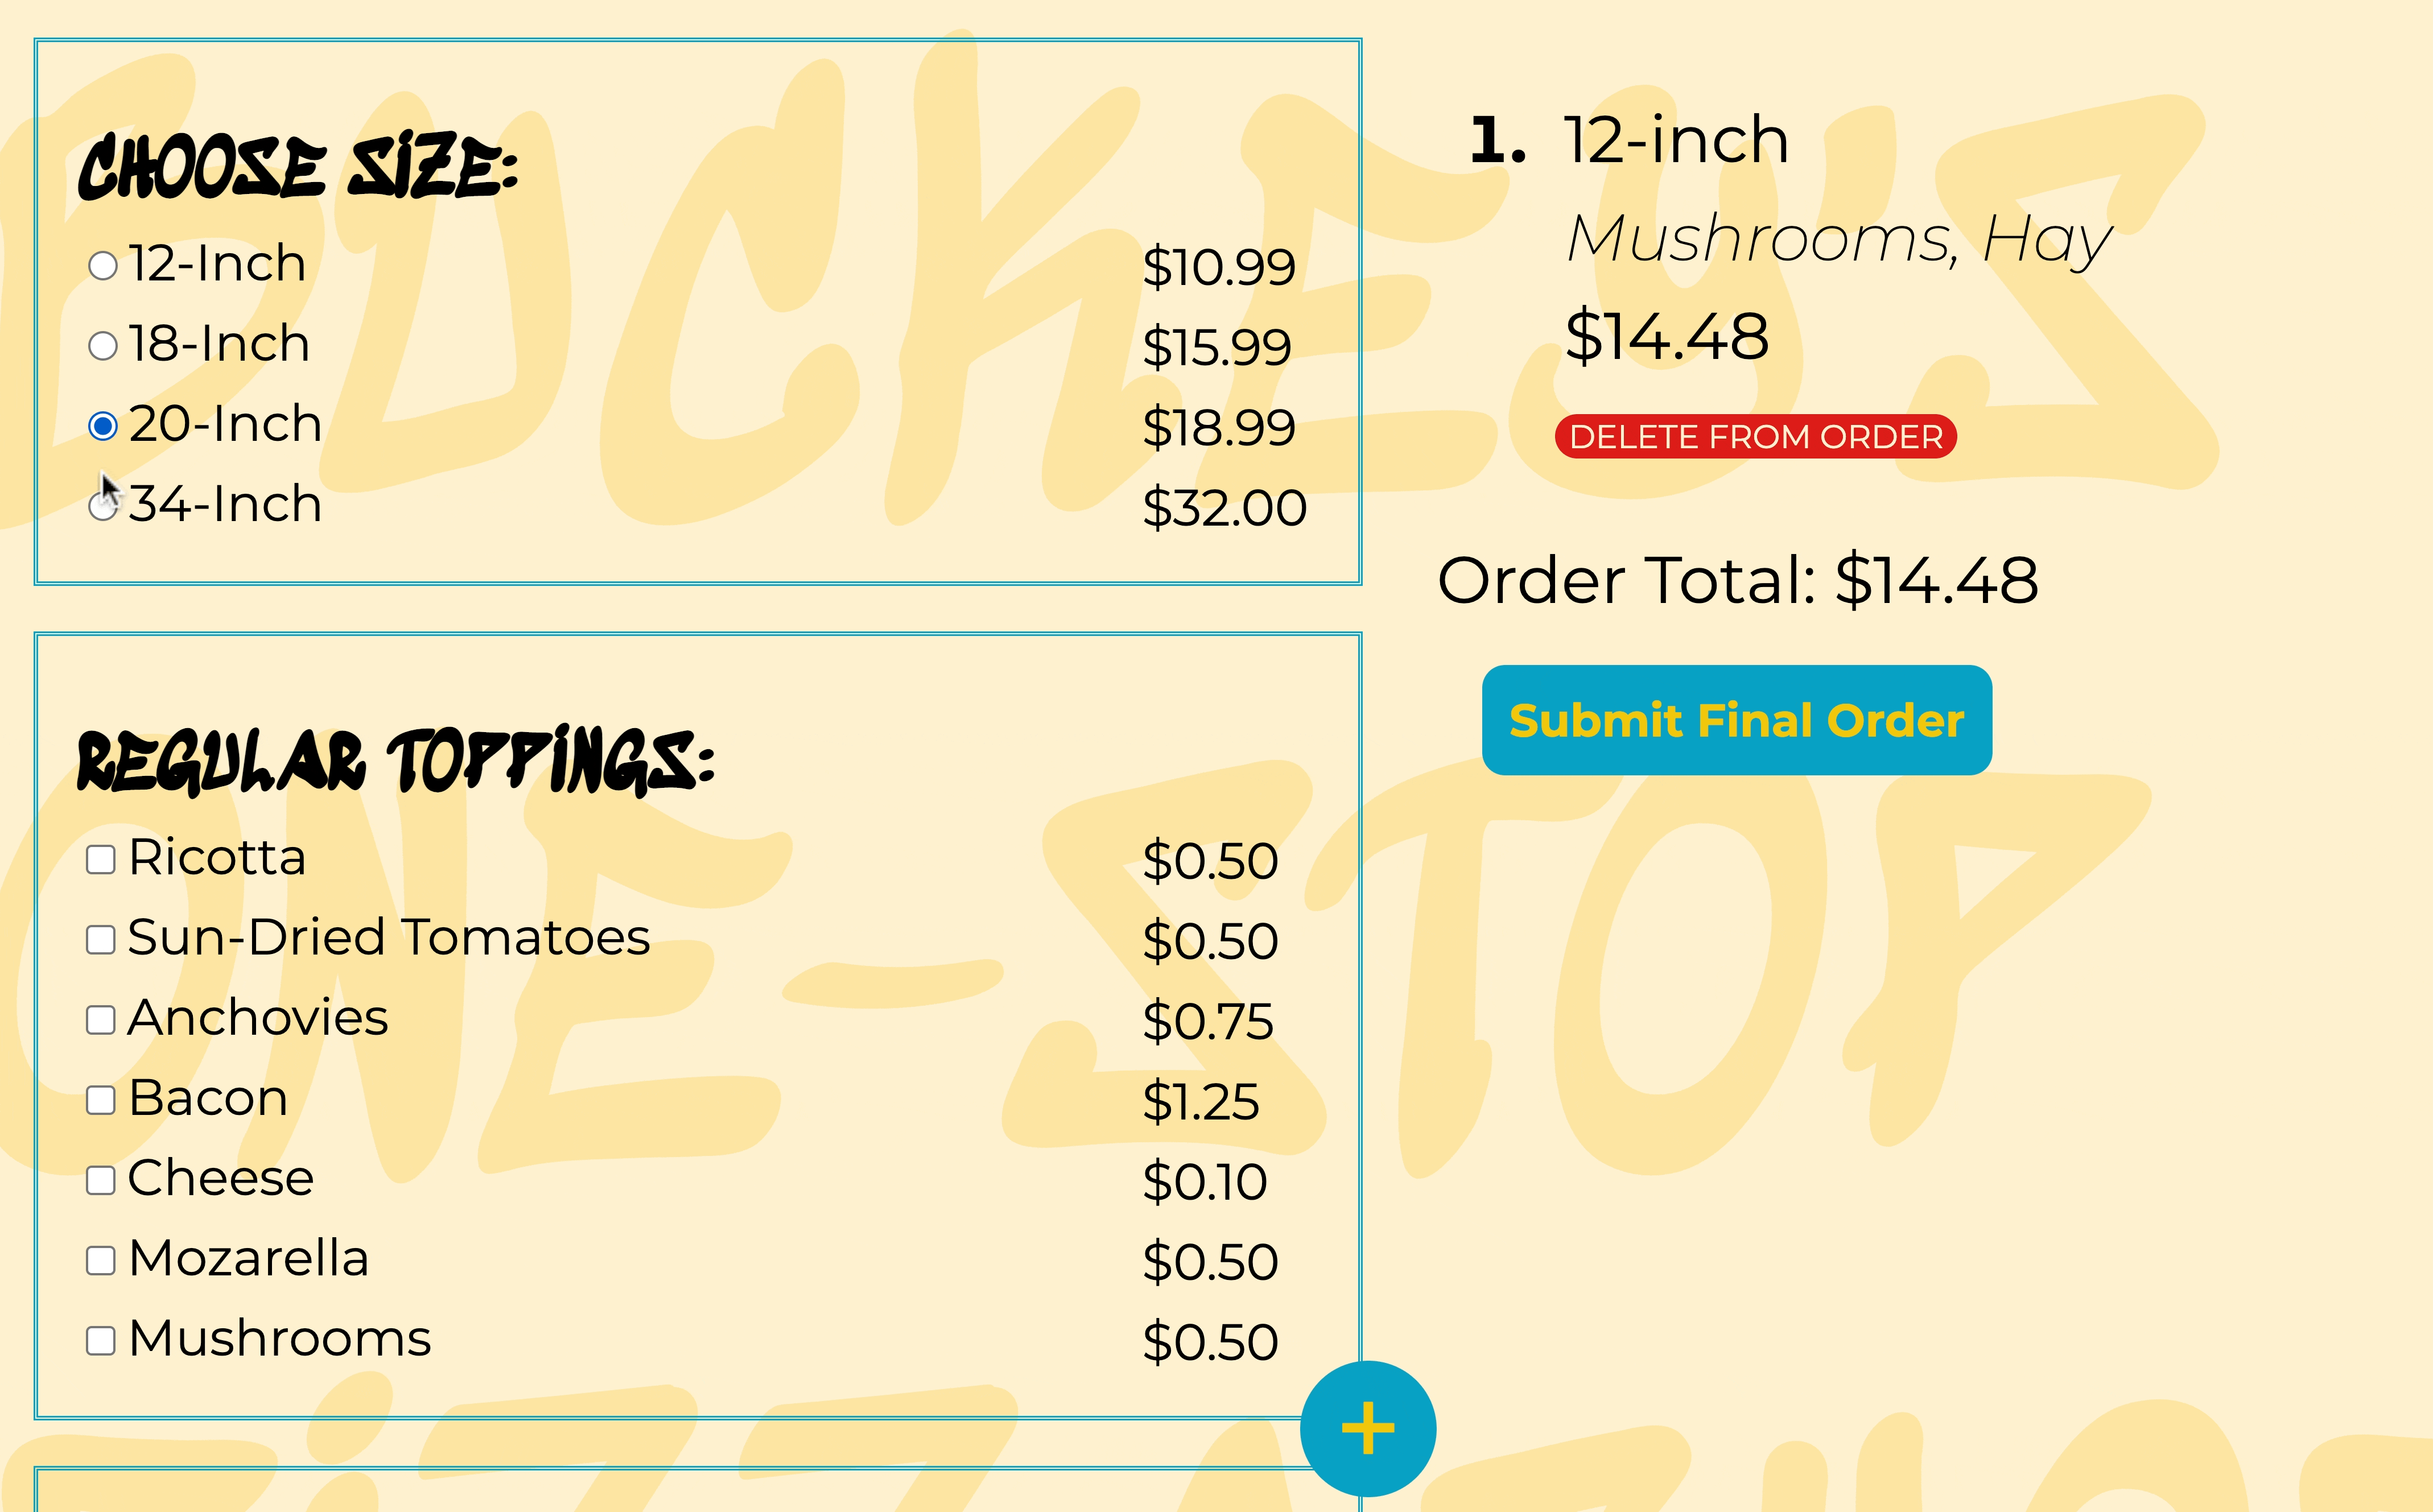 CHOOSE SIZE:
12-Inch $10.99
18-Inch $15.99
20-Inch $18.99
34-Inch $32.00
REGULAR TOPPINGS:
Ricotta $0.50
Sun-Dried Tomatoes $0.50
Anchovies $0.75
Bacon $1.25
Cheese $0.10
Mozarella $0.50
Mushrooms $0.50
+
1. 12-inch
Mushrooms, Hay
$14.48
DELETE FROM ORDER
Order Total: $14.48
Submit Final Order
BUCKEY'S
ONE-STOP